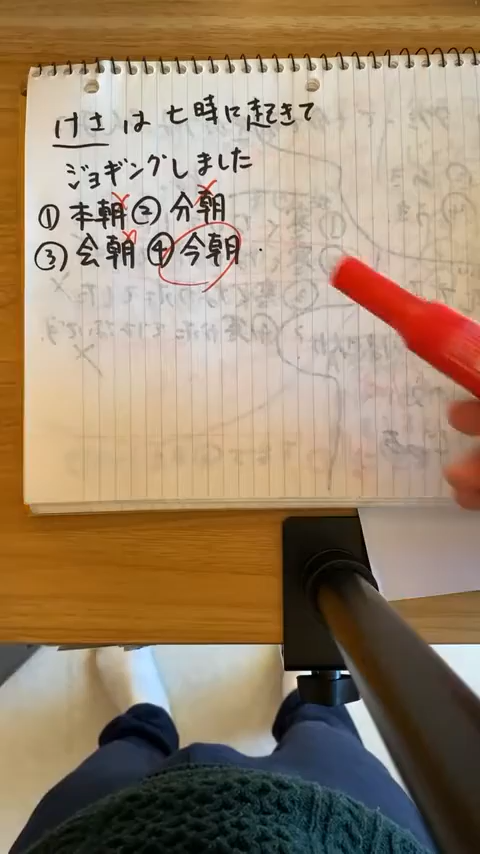 けさは七時に起きて
ジョギングしました
① 本朝 ② 分朝
③ 会朝 ④ 今朝